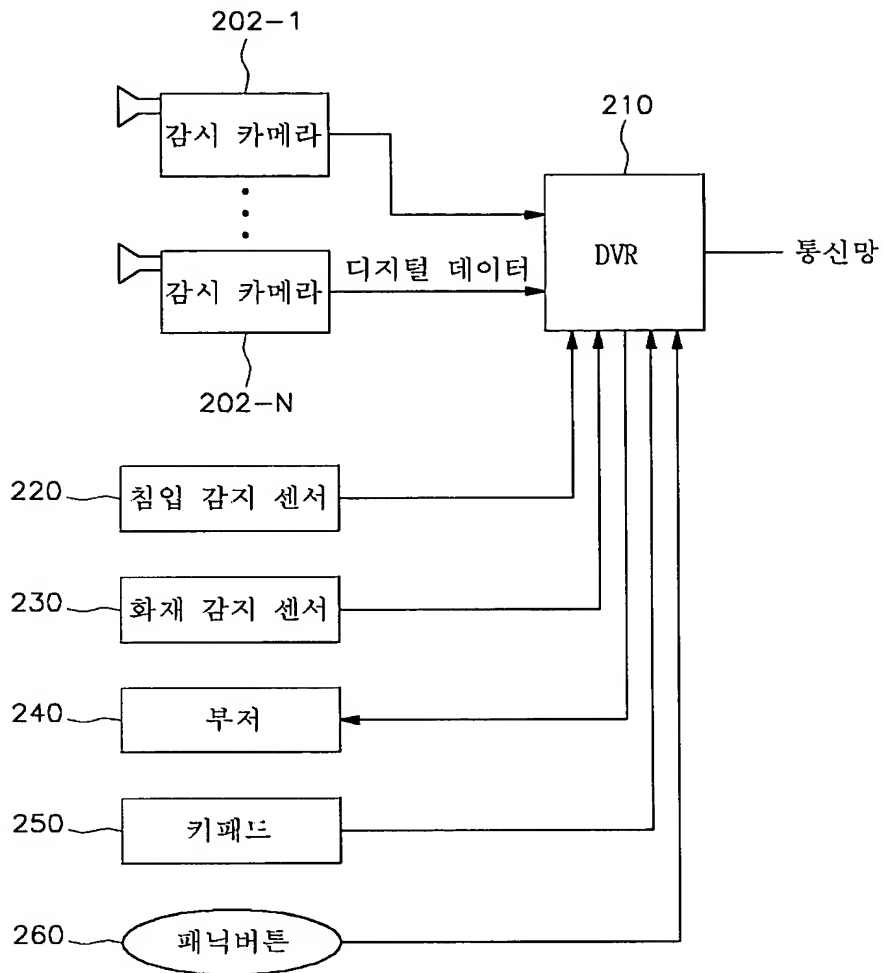 202-1
감시 카메라
210
DVR
통신망
감시 카메라
디지털 데이터
202-N
220
침입 감지 센서
230
화재 감지 센서
240
부저
250
키패드
260
패닉버튼